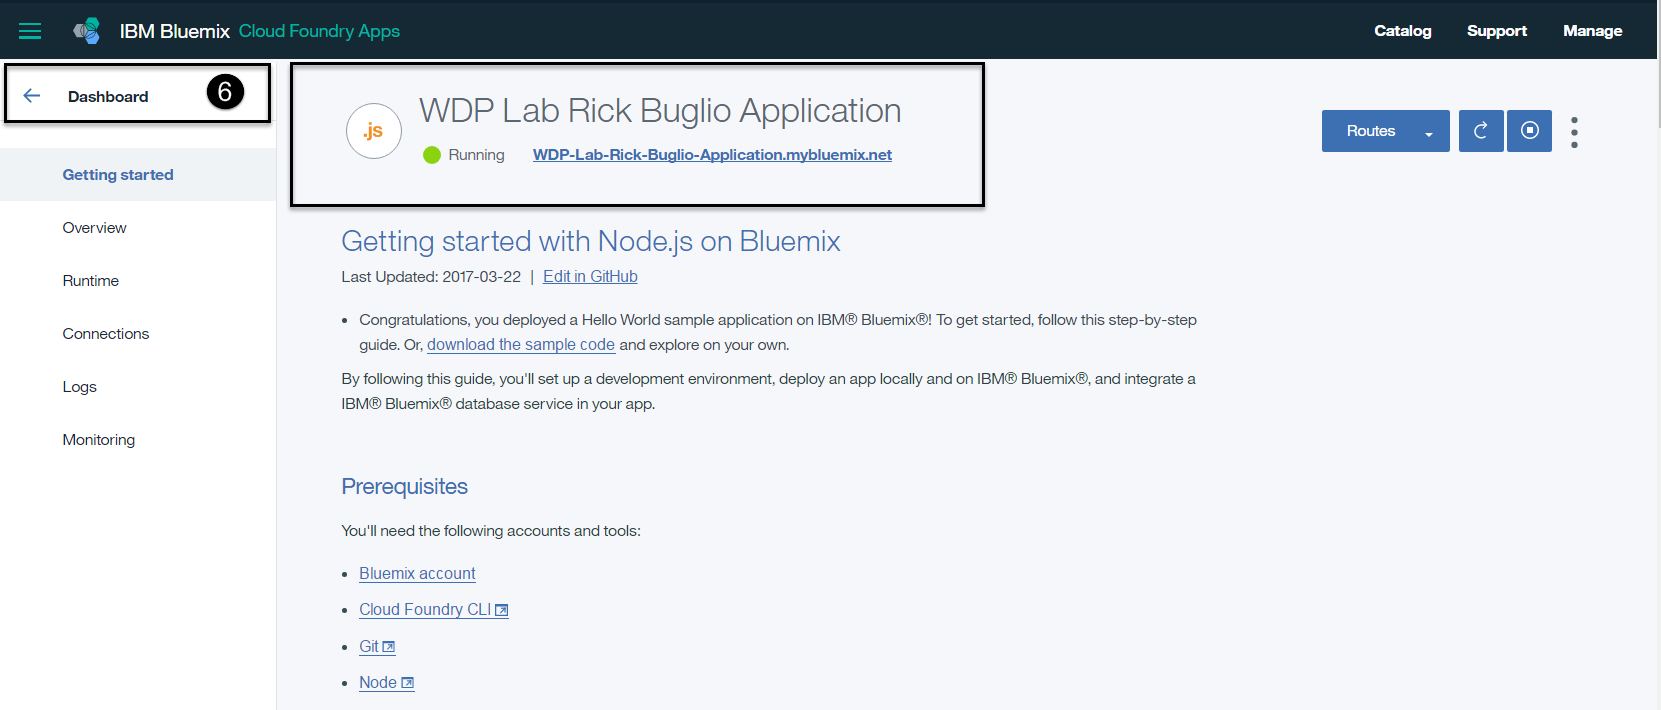 IBM Bluemix Cloud Foundry Apps
Catalog Support Manage
Dashboard 6
Getting started
Overview
Runtime
Connections
Logs
Monitoring
.js
WDP Lab Rick Buglio Application
Running WDP-Lab-Rick-Buglio-Application.mybluemix.net
Routes
Getting started with Node.js on Bluemix
Last Updated: 2017-03-22 | Edit in GitHub
• Congratulations, you deployed a Hello World sample application on IBM® Bluemix®! To get started, follow this step-by-step
guide. Or, download the sample code and explore on your own.
By following this guide, you'll set up a development environment, deploy an app locally and on IBM® Bluemix®, and integrate a
IBM® Bluemix® database service in your app.
Prerequisites
You'll need the following accounts and tools:
• Bluemix account
• Cloud Foundry CLI
• Git
• Node